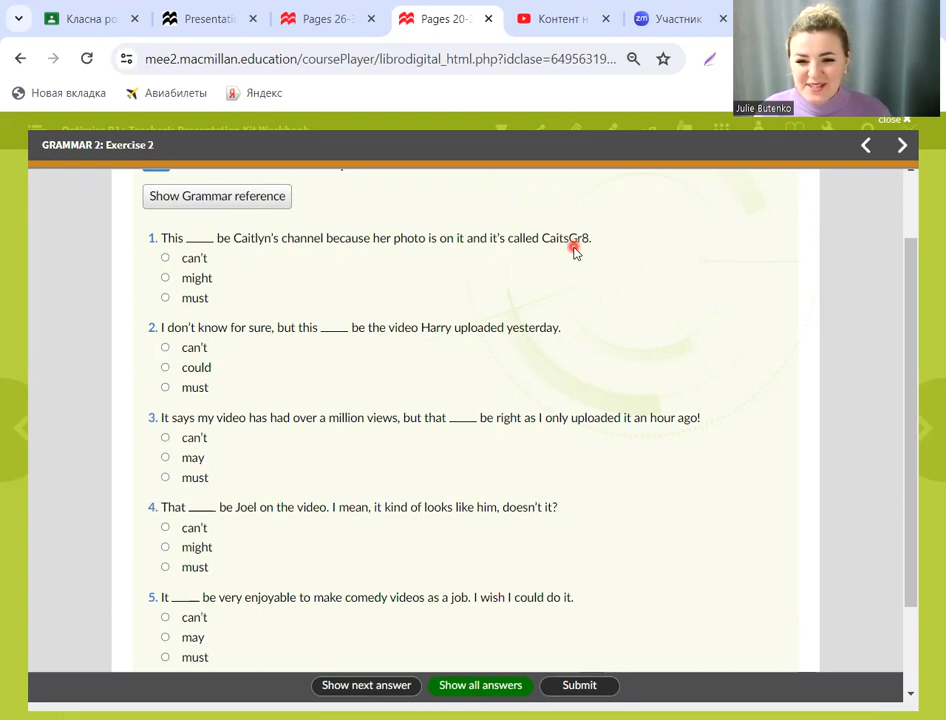 Класна ро
Presentati
Pages 26-
Pages 20-
Контент н
zm Участник
mee2.macmillan.education/coursePlayer/librodigital_html.php?idclase=64956319...
Новая вкладка
Авиабилеты
Яндекс
Julie Butenko
close ×
GRAMMAR 2: Exercise 2
Show Grammar reference
1. This ____ be Caitlyn's channel because her photo is on it and it's called CaitsGr8.
can't
might
must
2. I don't know for sure, but this ____ be the video Harry uploaded yesterday.
can't
could
must
3. It says my video has had over a million views, but that ____ be right as I only uploaded it an hour ago!
can't
may
must
4. That ____ be Joel on the video. I mean, it kind of looks like him, doesn't it?
can't
might
must
5. It ____ be very enjoyable to make comedy videos as a job. I wish I could do it.
can't
may
must
Show next answer
Show all answers
Submit